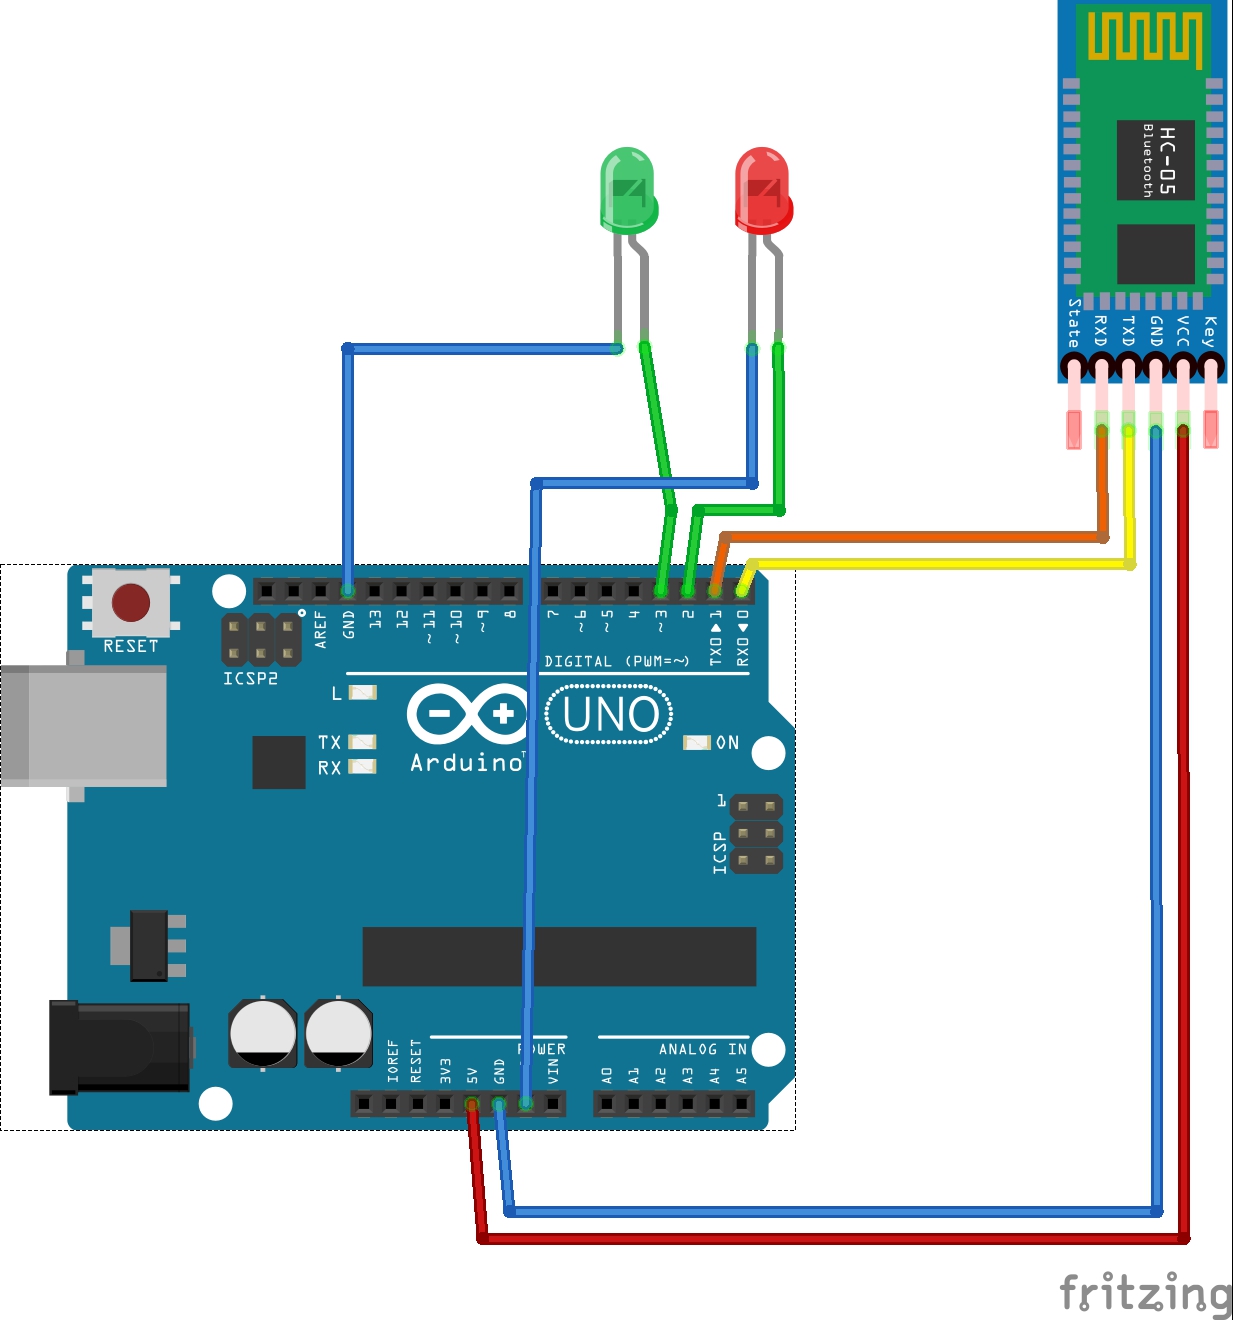 HC-05
Bluetooth
State
RXD
TXD
GND
VCC
Key
RESET
ICSP2
AREF
GND
13
12
~11
~10
~9
8
7
~6
~5
4
~3
2
TX0▶1
RX0◀0
DIGITAL (PWM=~)
L
TX
RX
UNO
ON
Arduino
1
ICSP
POWER
ANALOG IN
IOREF
RESET
3V3
5V
GND
VIN
A0
A1
A2
A3
A4
A5
fritzing